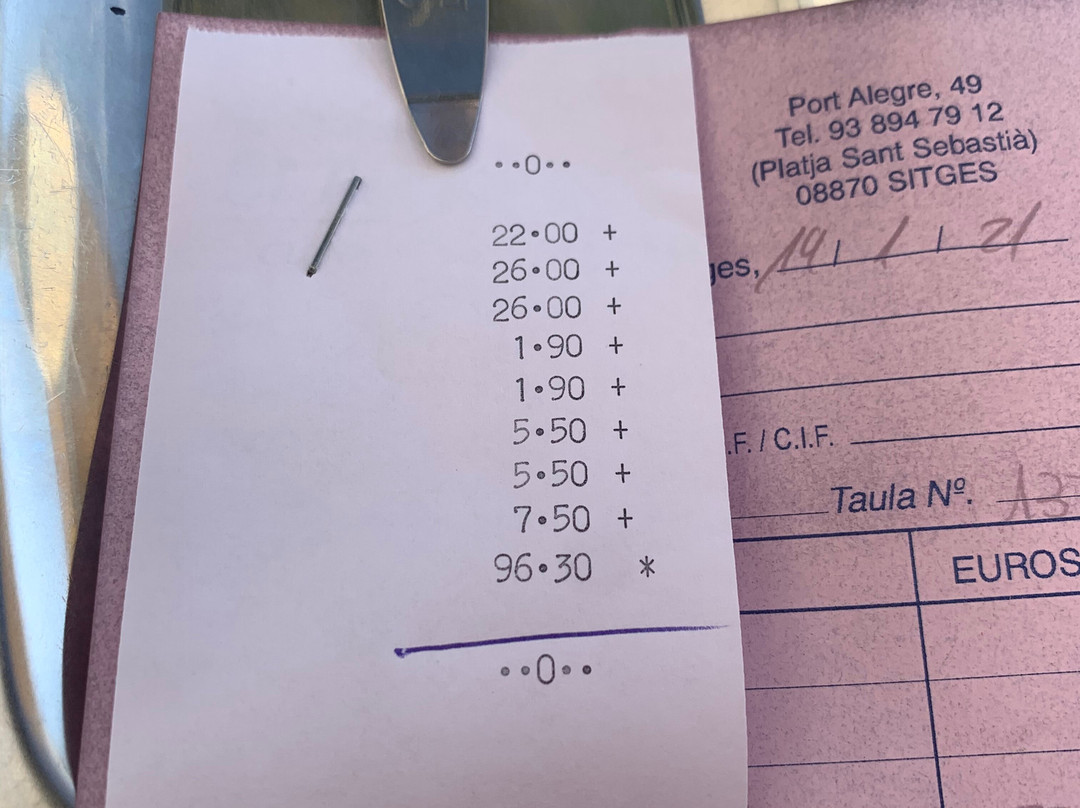 ••0••
22•00 +
26•00 +
26•00 +
1•90 +
1•90 +
5•50 +
5•50 +
7•50 +
96•30 *
••0••
Port Alegre, 49
Tel. 93 894 79 12
(Platja Sant Sebastià)
08870 SITGES
ges, 19 / 1 / 21
.F. / C.I.F.
Taula Nº. 13
EUROS